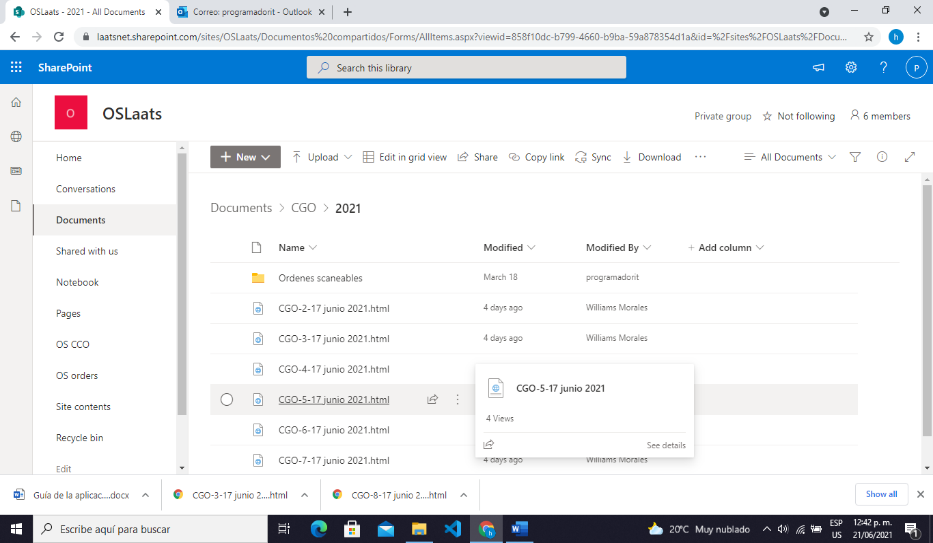 OSLaats - 2021 - All Documents
Correo: programadorit - Outlook
laatsnet.sharepoint.com/sites/OSLaats/Documentos%20compartidos/Forms/AllItems.aspx?viewid=858f10dc-b799-4660-b9ba-59a878354d1a&id=%2Fsites%2FOSLaats%2FDocu...
h
SharePoint
Search this library
?
P
O
OSLaats
Private group
Not following
6 members
Home
Conversations
Documents
Shared with us
Notebook
Pages
OS CCO
OS orders
Site contents
Recycle bin
Edit
New
Upload
Edit in grid view
Share
Copy link
Sync
Download
All Documents
Documents > CGO > 2021
Name Modified Modified By + Add column
Ordenes scaneables March 18 programadorit
CGO-2-17 junio 2021.html 4 days ago Williams Morales
CGO-3-17 junio 2021.html 4 days ago Williams Morales
CGO-4-17 junio 2021.html
CGO-5-17 junio 2021.html
CGO-6-17 junio 2021.html
CGO-7-17 junio 2021.html 4 days ago Williams Morales
CGO-5-17 junio 2021
4 Views
See details
Guía de la aplicac....docx
CGO-3-17 junio 2....html
CGO-8-17 junio 2....html
Show all
Escribe aquí para buscar
20°C Muy nublado
ESP
US
12:42 p. m.
21/06/2021
1